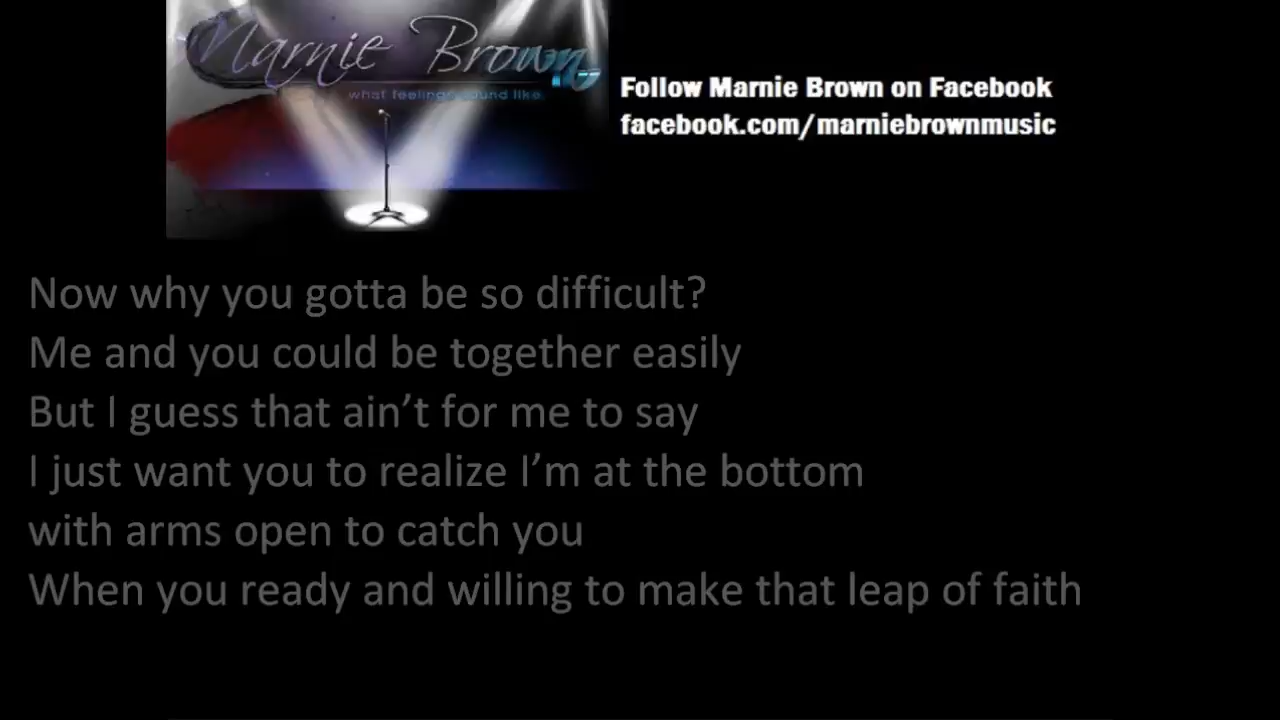 Marnie Brown
what feelings sound like
Follow Marnie Brown on Facebook
facebook.com/marniebrownmusic
Now why you gotta be so difficult?
Me and you could be together easily
But I guess that ain’t for me to say
I just want you to realize I’m at the bottom
with arms open to catch you
When you ready and willing to make that leap of faith